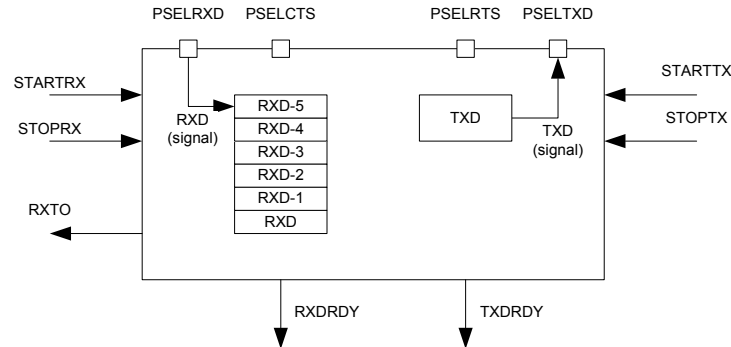 PSELRXD
PSELCTS
PSELRTS
PSELTXD
STARTRX
STOPRX
RXTO
RXD
(signal)
RXD-5
RXD-4
RXD-3
RXD-2
RXD-1
RXD
TXD
TXD
(signal)
STARTTX
STOPTX
RXDRDY
TXDRDY